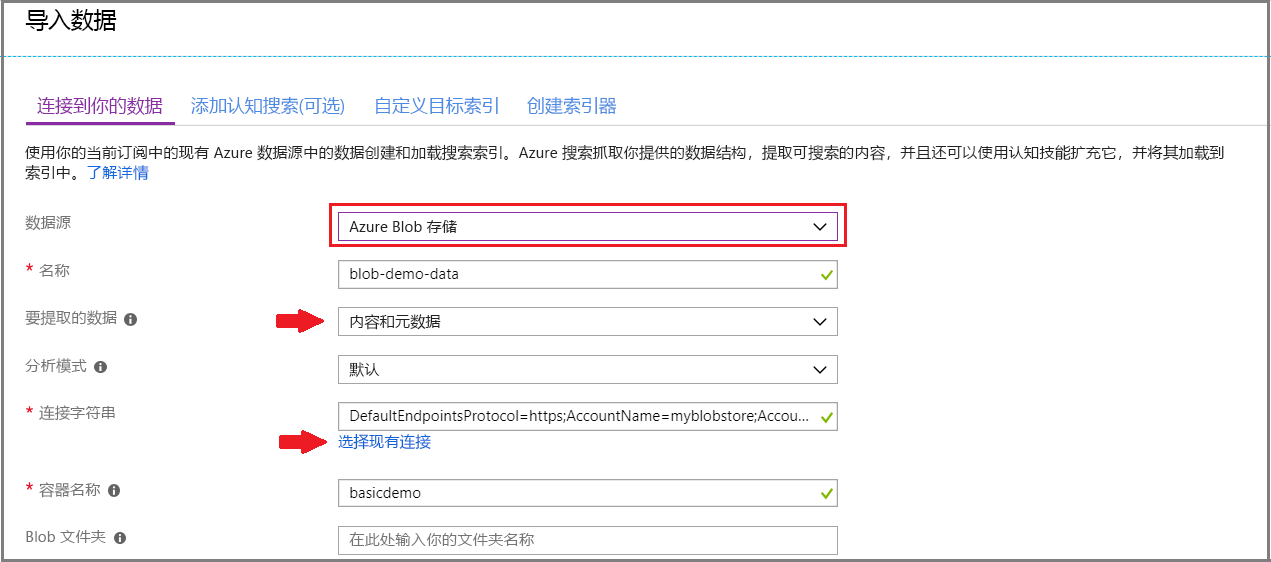 导入数据
连接到你的数据 添加认知搜索(可选) 自定义目标索引 创建索引器
使用你的当前订阅中的现有 Azure 数据源中的数据创建和加载搜索索引。Azure 搜索抓取你提供的数据结构，提取可搜索的内容，并且还可以使用认知技能扩充它，并将其加载到
索引中。了解详情
数据源 Azure Blob 存储
* 名称 blob-demo-data
要提取的数据 内容和元数据
分析模式 默认
* 连接字符串 DefaultEndpointsProtocol=https;AccountName=myblobstore;Accou...
选择现有连接
* 容器名称 basicdemo
Blob 文件夹 在此处输入你的文件夹名称